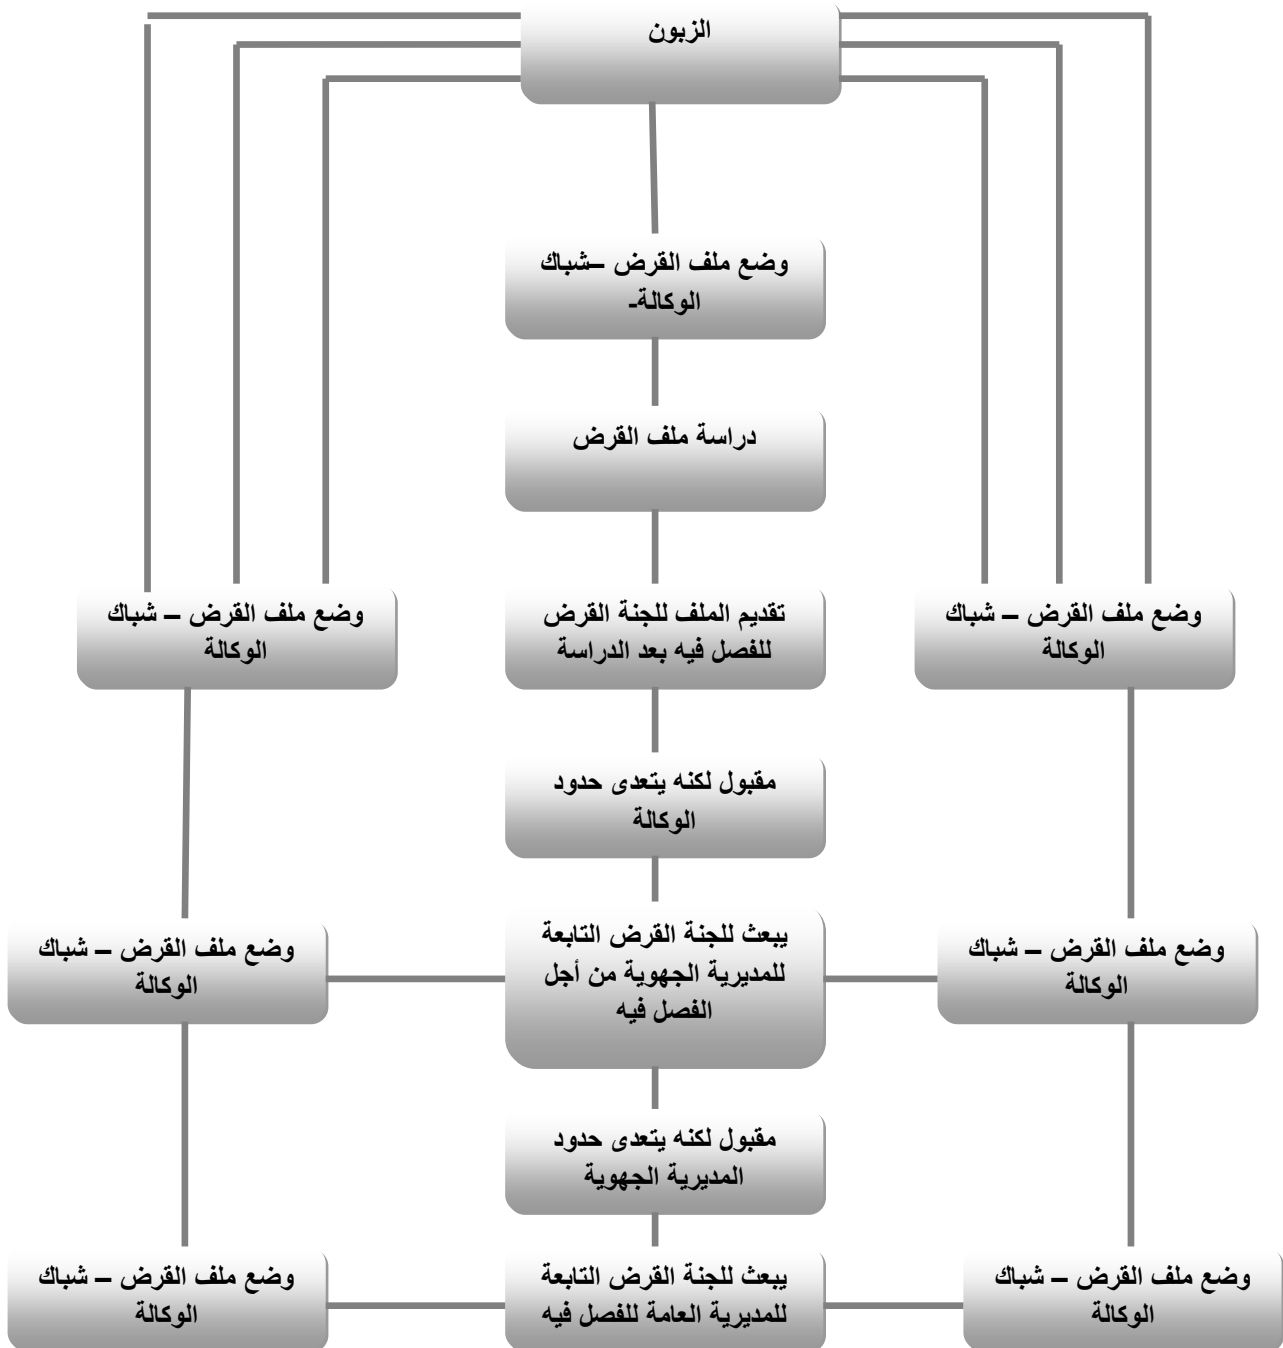 الزبون
وضع ملف القرض –شباك
الوكالة-
دراسة ملف القرض
وضع ملف القرض – شباك
الوكالة
تقديم الملف للجنة القرض
للفصل فيه بعد الدراسة
وضع ملف القرض – شباك
الوكالة
مقبول لكنه يتعدى حدود
الوكالة
وضع ملف القرض – شباك
الوكالة
يبعث للجنة القرض التابعة
للمديرية الجهوية من أجل
الفصل فيه
وضع ملف القرض – شباك
الوكالة
مقبول لكنه يتعدى حدود
المديرية الجهوية
وضع ملف القرض – شباك
الوكالة
يبعث للجنة القرض التابعة
للمديرية العامة للفصل فيه
وضع ملف القرض – شباك
الوكالة